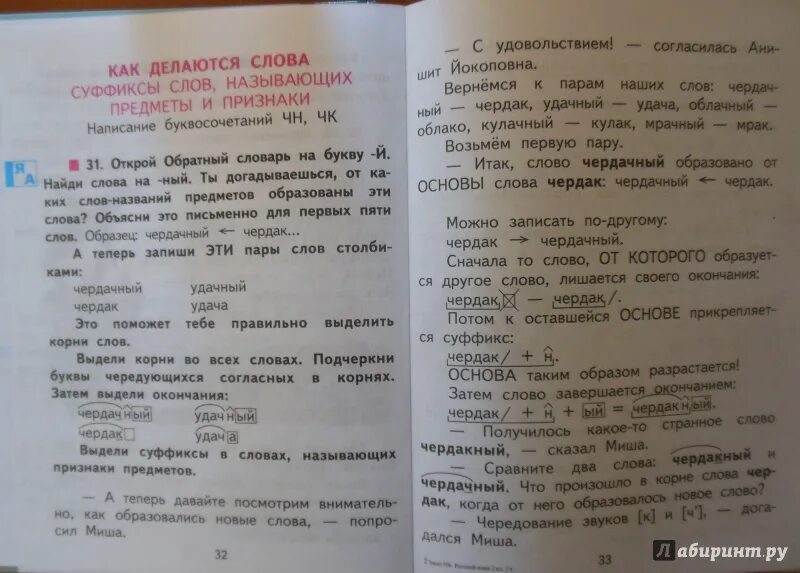 КАК ДЕЛАЮТСЯ СЛОВА
СУФФИКСЫ СЛОВ, НАЗЫВАЮЩИХ
ПРЕДМЕТЫ И ПРИЗНАКИ
Написание буквосочетаний ЧН, ЧК
Я
А
31. Открой Обратный словарь на букву -Й.
Найди слова на -ный. Ты догадываешься, от ка-
ких слов-названий предметов образованы эти
слова? Объясни это письменно для первых пяти
слов. Образец: чердачный ← чердак...
А теперь запиши ЭТИ пары слов столби-
ками:
чердачный удачный
чердак удача
Это поможет тебе правильно выделить
корни слов.
Выдели корни во всех словах. Подчеркни
буквы чередующихся согласных в корнях.
Затем выдели окончания:
чердачный удачный
чердак удача
Выдели суффиксы в словах, называющих
признаки предметов.
— А теперь давайте посмотрим вниматель-
но, как образовались новые слова, — попро-
сил Миша.
32
— С удовольствием! — согласилась Ани-
шит Йокоповна.
Вернёмся к парам наших слов: чердач-
ный — чердак, удачный — удача, облачный —
облако, кулачный — кулак, мрачный — мрак.
Возьмём первую пару.
— Итак, слово чердачный образовано от
ОСНОВЫ слова чердак: чердачный ← чердак.
Можно записать по-другому:
чердак → чердачный.
Сначала то слово, ОТ КОТОРОГО образует-
ся другое слово, лишается своего окончания:
чердак — чердак/.
Потом к оставшейся ОСНОВЕ прикрепляет-
ся суффикс:
чердак/ + н.
ОСНОВА таким образом разрастается!
Затем слово завершается окончанием:
чердак/ + н + ый = чердакный.
— Получилось какое-то странное слово
чердакный, — сказал Миша.
— Сравните два слова: чердакный и
чердачный. Что произошло в корне слова чер-
дак, когда от него образовалось новое слово?
— Чередование звуков [к] и [ч'], — дога-
дался Миша.
33
Лабиринт.ру